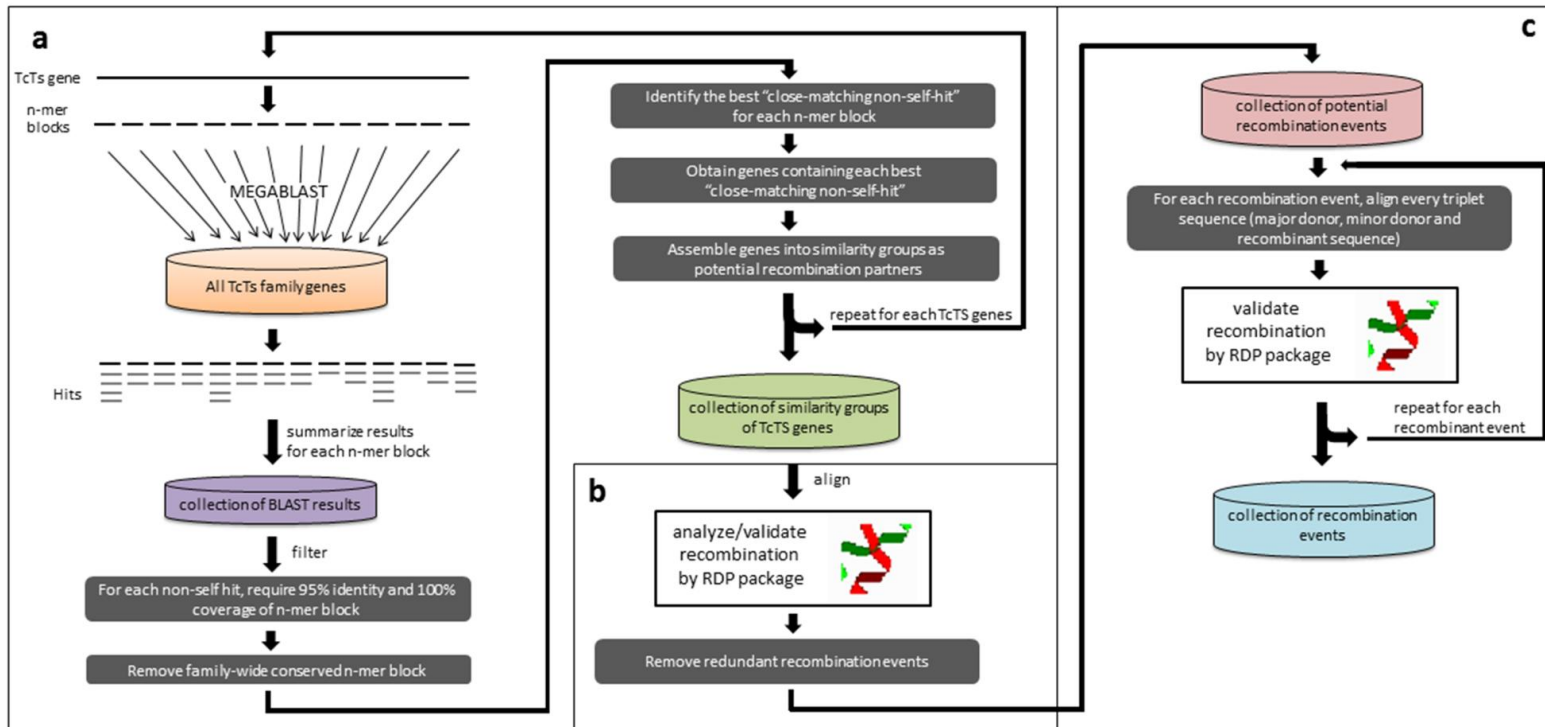 a
TcTs gene
n-mer
blocks
MEGABLAST
All TcTs family genes
Hits
summarize results
for each n-mer block
collection of BLAST results
filter
For each non-self hit, require 95% identity and 100%
coverage of n-mer block
Remove family-wide conserved n-mer block
Identify the best “close-matching non-self-hit”
for each n-mer block
Obtain genes containing each best
“close-matching non-self-hit”
Assemble genes into similarity groups as
potential recombination partners
repeat for each TcTS genes
collection of similarity groups
of TcTS genes
b
align
analyze/validate
recombination
by RDP package
Remove redundant recombination events
c
collection of potential
recombination events
For each recombination event, align every triplet
sequence (major donor, minor donor and
recombinant sequence)
validate
recombination
by RDP package
repeat for each
recombinant event
collection of recombination
events